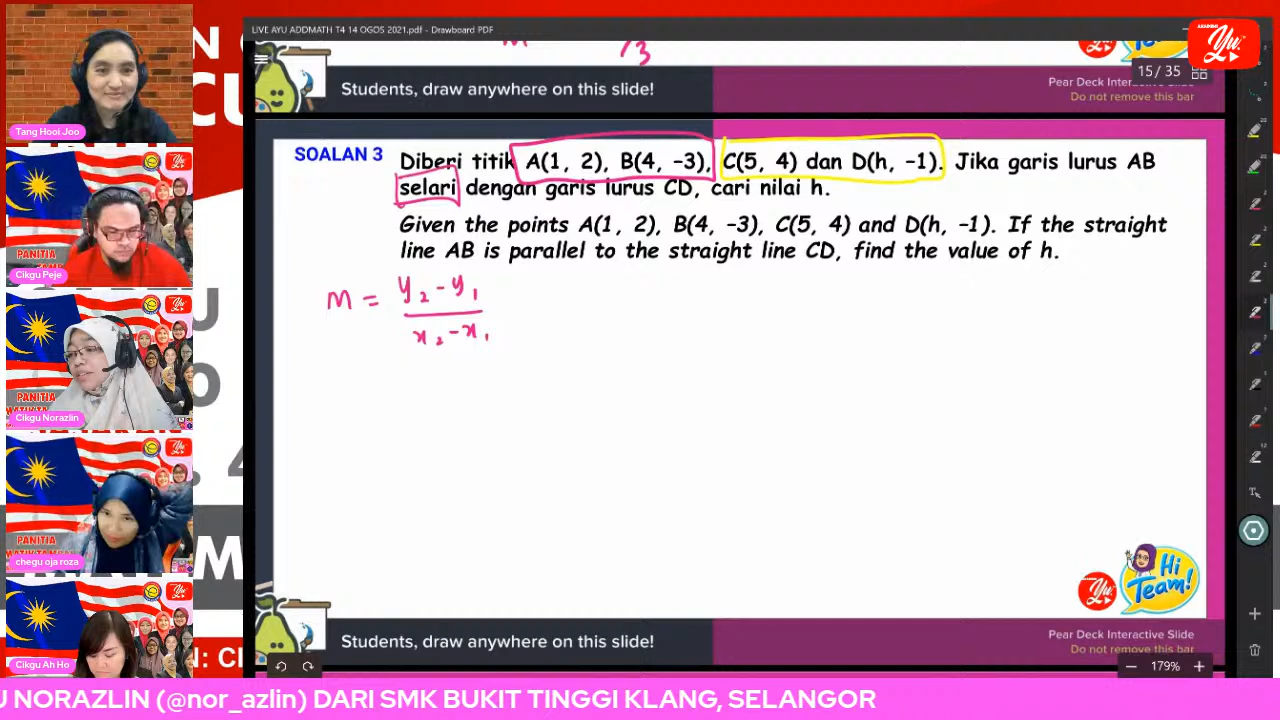 LIVE AYU ADDMATH T4 14 OGOS 2021.pdf - Drawboard PDF
15 / 35
Students, draw anywhere on this slide!
Pear Deck Interactive Slide
Do not remove this bar
SOALAN 3
Diberi titik A(1, 2), B(4, -3), C(5, 4) dan D(h, -1). Jika garis lurus AB
selari dengan garis lurus CD, cari nilai h.
Given the points A(1, 2), B(4, -3), C(5, 4) and D(h, -1). If the straight
line AB is parallel to the straight line CD, find the value of h.
m = y₂ - y₁
x₂ - x₁
Hi
Team!
Students, draw anywhere on this slide!
Pear Deck Interactive Slide
Do not remove this bar
179%
Tang Hooi Joo
PANITIA
Cikgu Peje
PANITIA
Cikgu Norazlin
PANITIA
chegu oja roza
PANITIA
Cikgu Ah Ho
Yu
U NORAZLIN (@nor_azlin) DARI SMK BUKIT TINGGI KLANG, SELANGOR